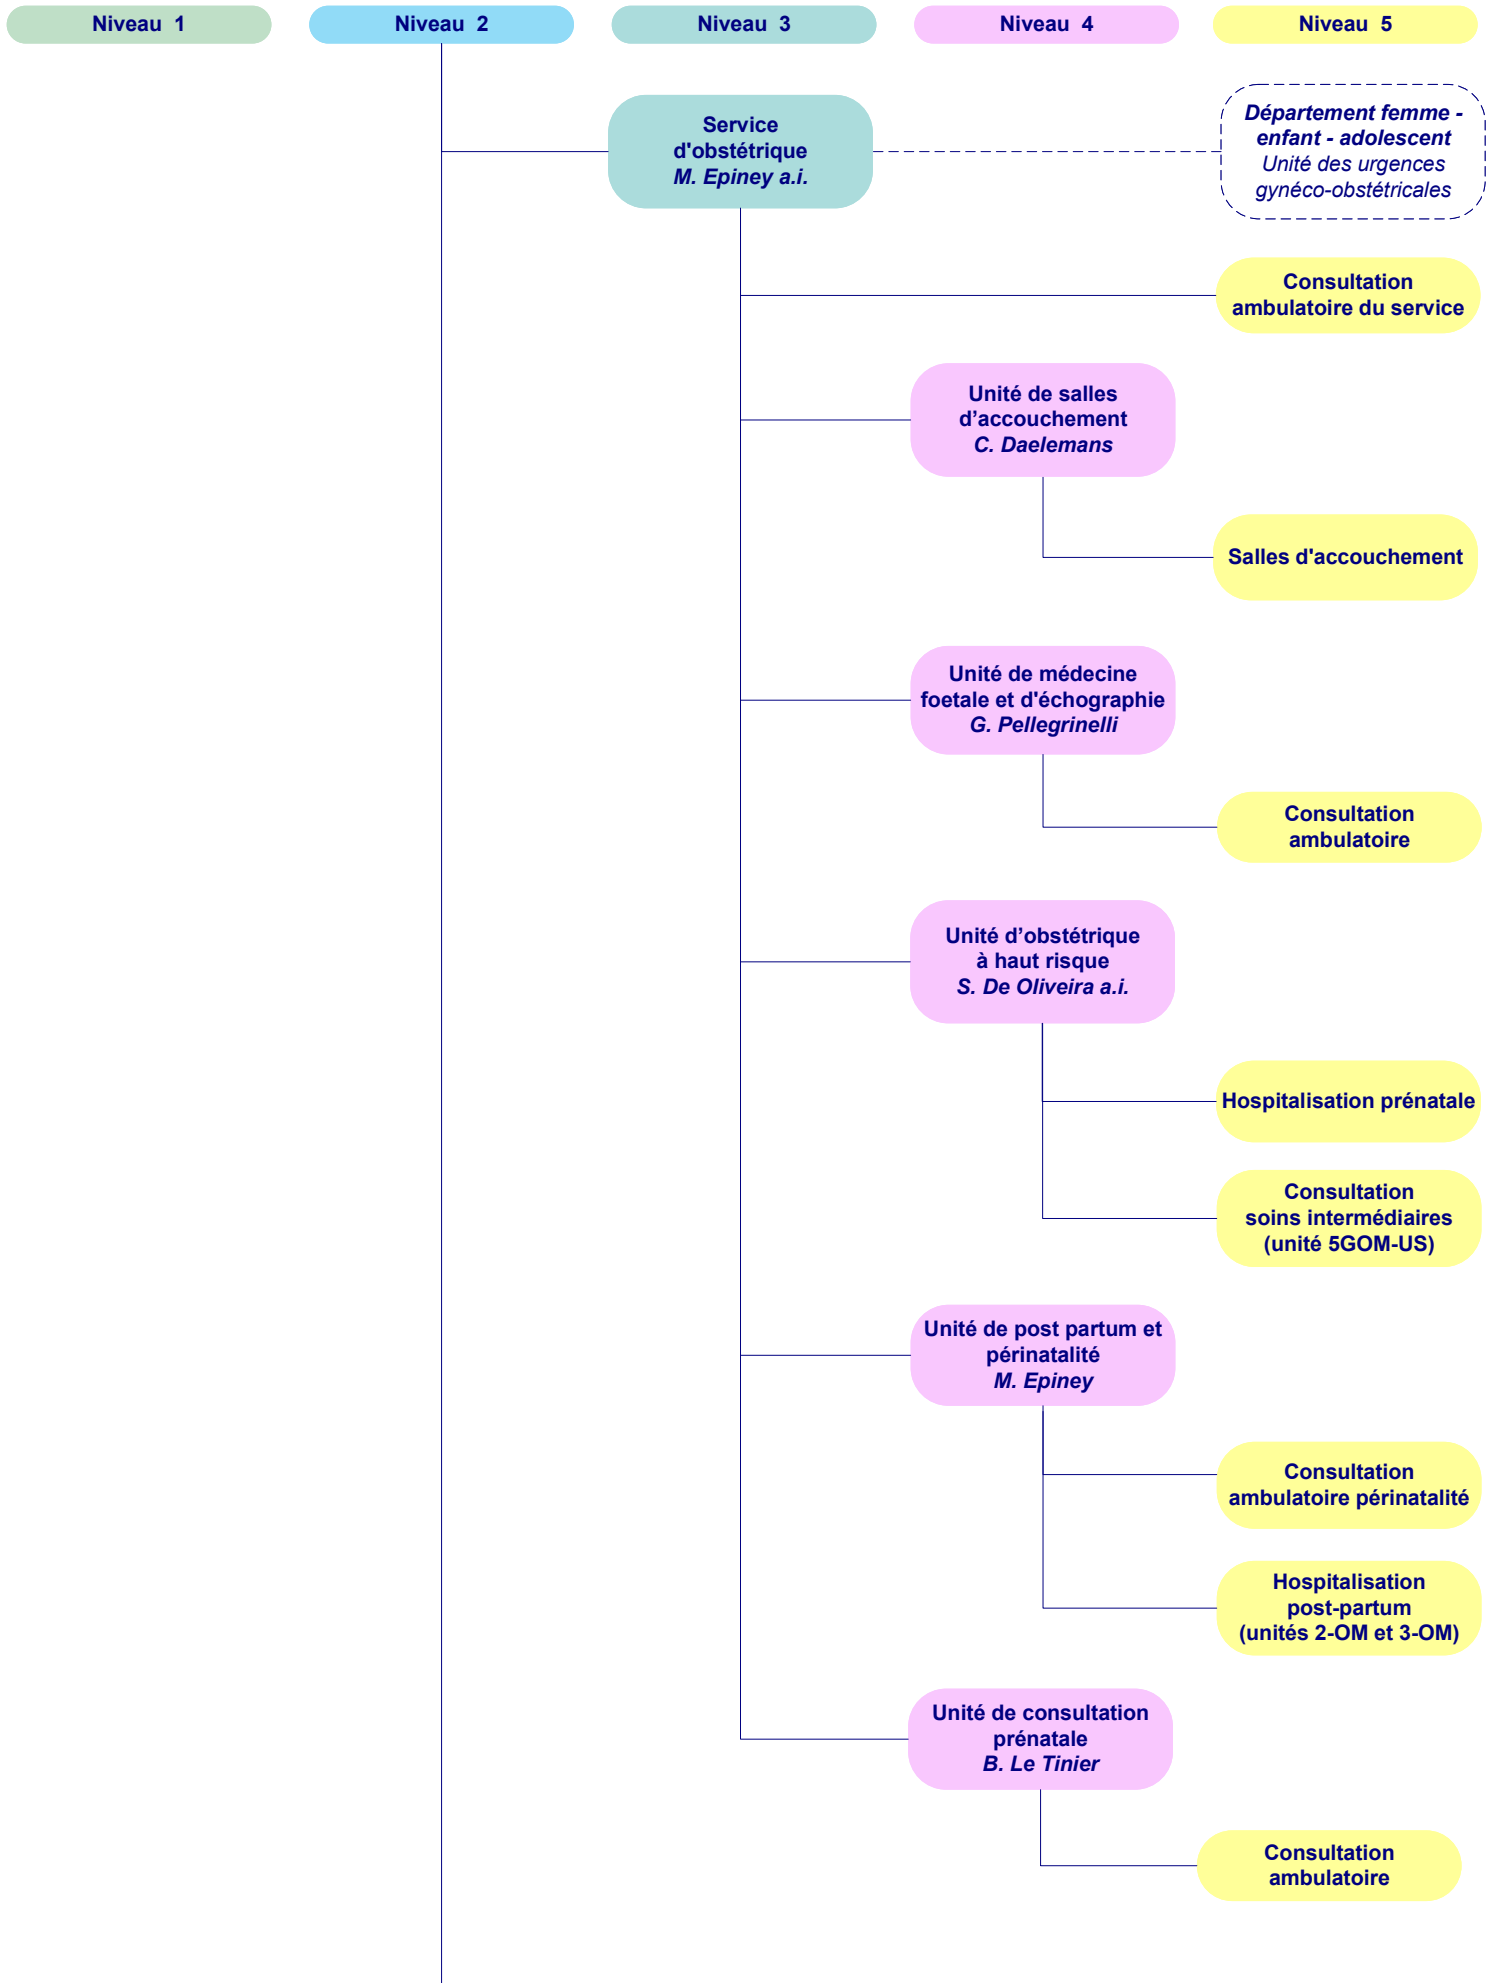 Niveau 1
Niveau 2
Niveau 3
Niveau 4
Niveau 5
Service
d'obstétrique
M. Epiney a.i.
Département femme -
enfant - adolescent
Unité des urgences
gynéco-obstétricales
Consultation
ambulatoire du service
Unité de salles
d’accouchement
C. Daelemans
Salles d'accouchement
Unité de médecine
foetale et d'échographie
G. Pellegrinelli
Consultation
ambulatoire
Unité d’obstétrique
à haut risque
S. De Oliveira a.i.
Hospitalisation prénatale
Consultation
soins intermédiaires
(unité 5GOM-US)
Unité de post partum et
périnatalité
M. Epiney
Consultation
ambulatoire périnatalité
Hospitalisation
post-partum
(unités 2-OM et 3-OM)
Unité de consultation
prénatale
B. Le Tinier
Consultation
ambulatoire